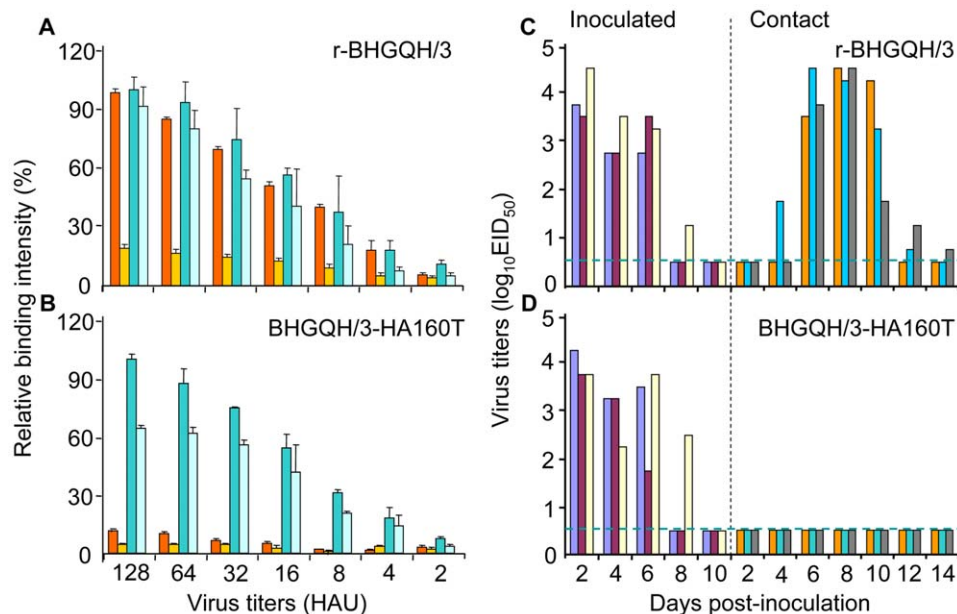 A
r-BHGQH/3
120
90
60
30
0
B
BHGQH/3-HA160T
120
90
60
30
0
128 64 32 16 8 4 2
Virus titers (HAU)
Relative binding intensity (%)
Inoculated Contact
C
r-BHGQH/3
5
4
3
2
1
0
D
BHGQH/3-HA160T
5
4
3
2
1
0
2 4 6 8 10 2 4 6 8 10 12 14
Days post-inoculation
Virus titers (log10EID50)